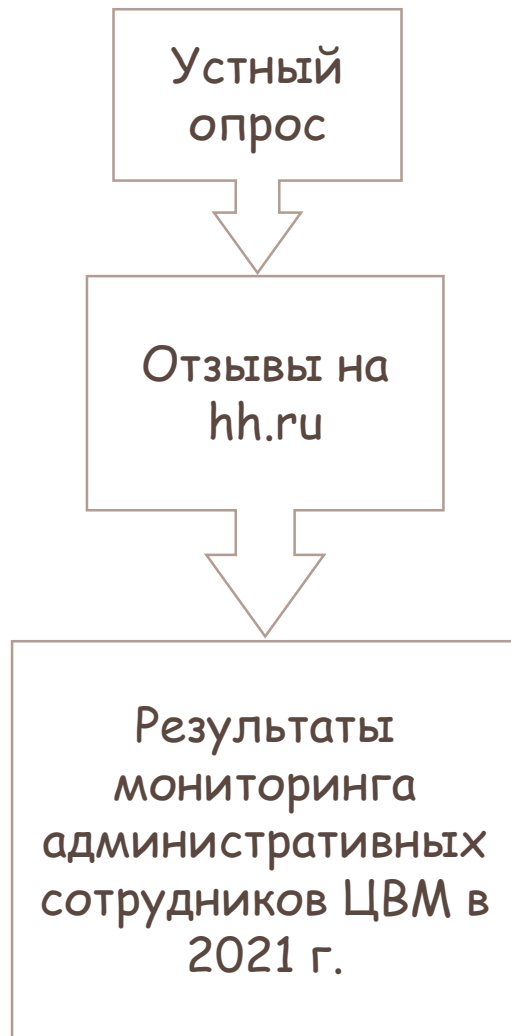 Устный
опрос
Отзывы на
hh.ru
Результаты
мониторинга
административных
сотрудников ЦВМ в
2021 г.